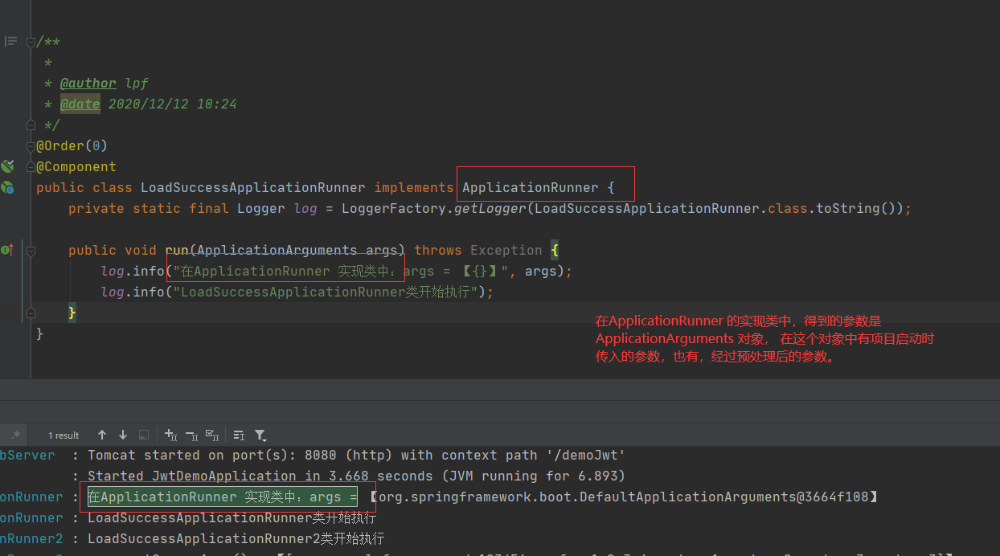 /**
*
* @author lpf
* @date 2020/12/12 10:24
*/
@Order(0)
@Component
public class LoadSuccessApplicationRunner implements ApplicationRunner {
private static final Logger log = LoggerFactory.getLogger(LoadSuccessApplicationRunner.class.toString());
public void run(ApplicationArguments args) throws Exception {
log.info("在ApplicationRunner 实现类中：args = 【{}】", args);
log.info("LoadSuccessApplicationRunner类开始执行");
}
}
在ApplicationRunner 的实现类中，得到的参数是
ApplicationArguments 对象， 在这个对象中有项目启动时
传入的参数，也有，经过预处理后的参数。
.* 1 result
bServer : Tomcat started on port(s): 8080 (http) with context path '/demoJwt'
: Started JwtDemoApplication in 3.668 seconds (JVM running for 6.893)
onRunner : 在ApplicationRunner 实现类中：args = 【org.springframework.boot.DefaultApplicationArguments@3664f108】
onRunner : LoadSuccessApplicationRunner类开始执行
nRunner2 : LoadSuccessApplicationRunner2类开始执行